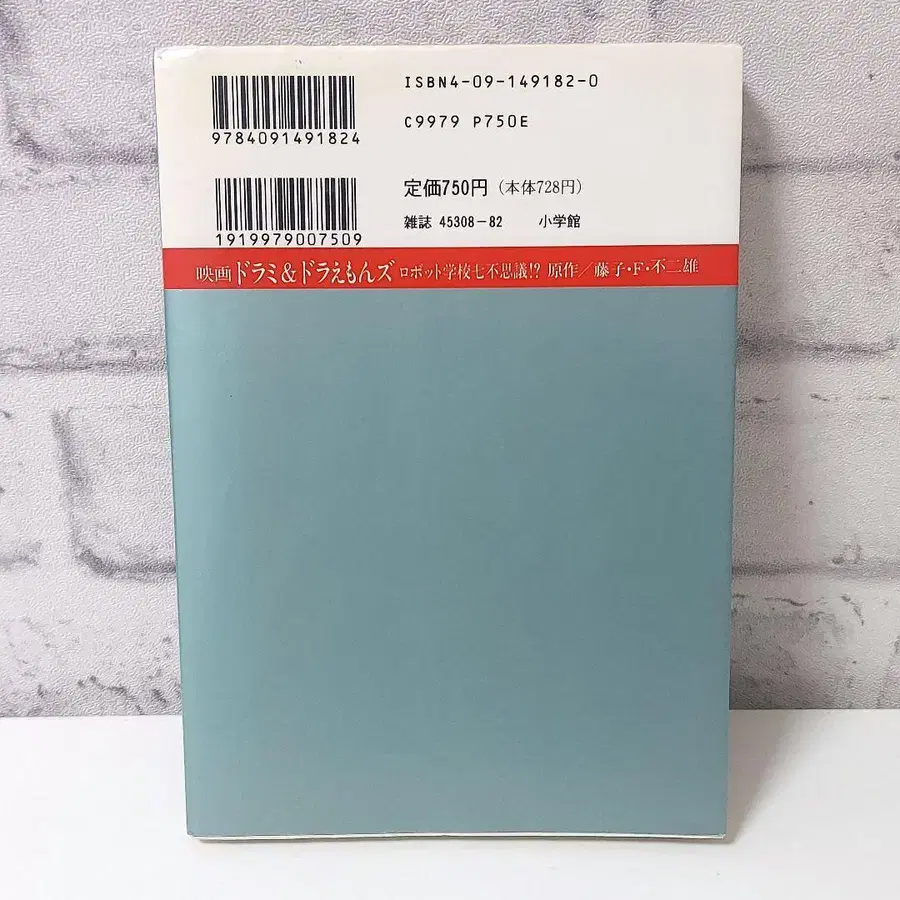 ISBN4-09-149182-0
9784091491824
C9979 P750E
定価750円(本体728円)
1919979007509
雑誌 45308-82 小学館
映画ドラミ&ドラえもんズ ロボット学校七不思議!? 原作/藤子・F・不二雄